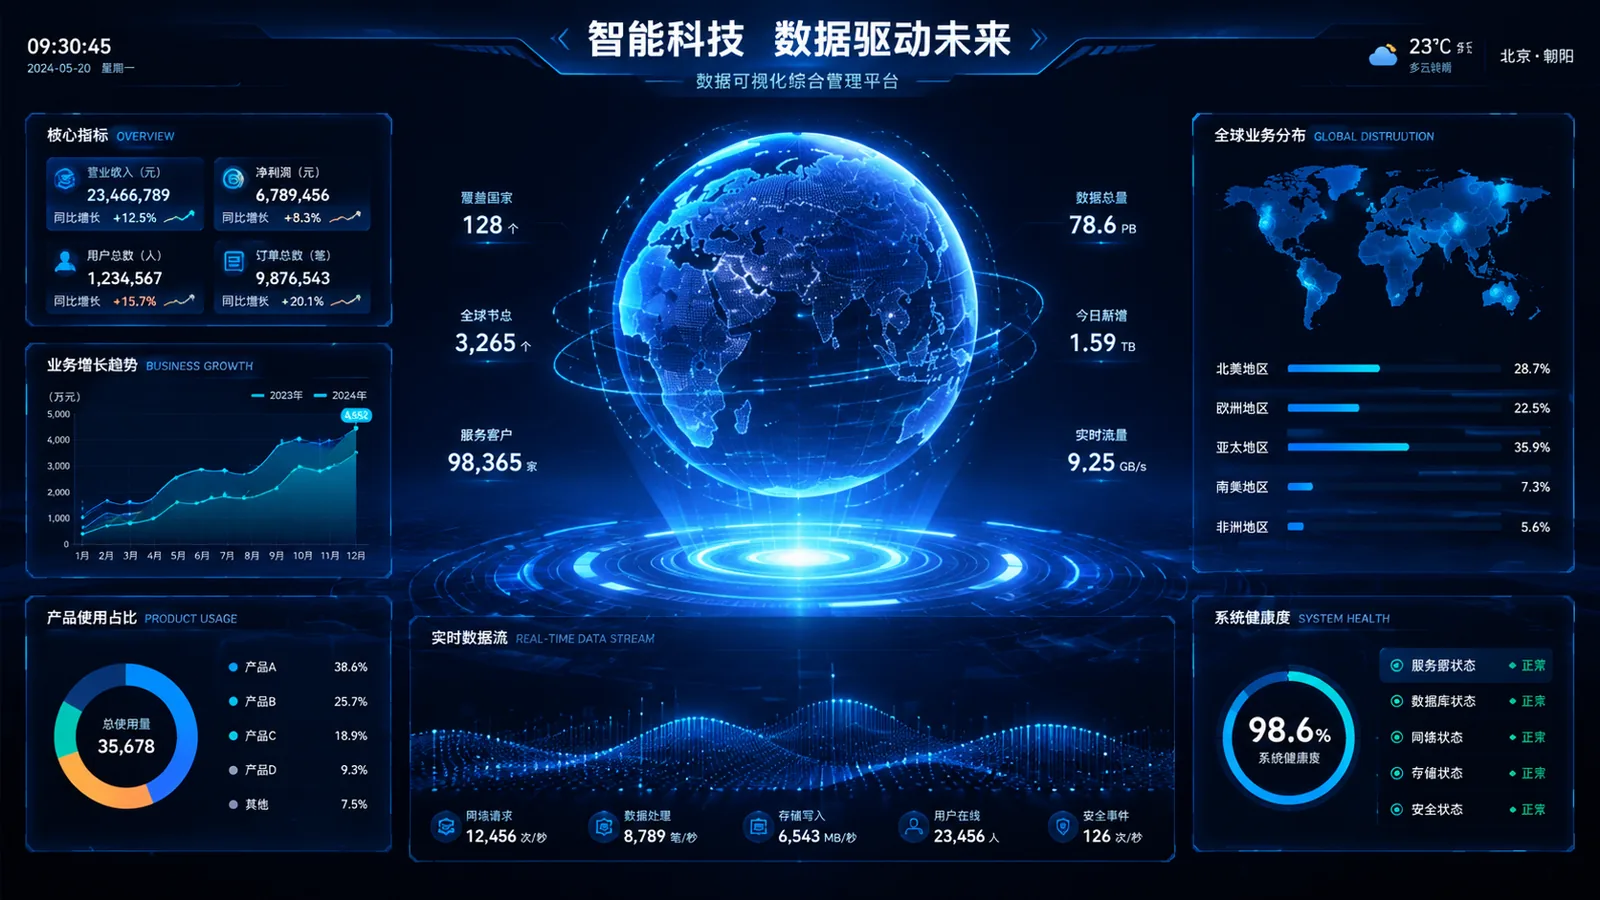 09:30:45
2024-05-20 星期一
智能科技 数据驱动未来
数据可视化综合管理平台
23°C
北京·朝阳
核心指标 OVERVIEW
营业收入（元）
23,466,789
同比增长 +12.5%
净利润（元）
6,789,456
同比增长 +8.3%
用户总数（人）
1,234,567
同比增长 +15.7%
订单总数（笔）
9,876,543
同比增长 +20.1%
业务增长趋势 BUSINESS GROWTH
（万元）
2023年 2024年
4,552
5,000
4,000
3,000
2,000
1,000
0
1月 2月 3月 4月 5月 6月 7月 8月 9月 10月 11月 12月
产品使用占比 PRODUCT USAGE
总使用量
35,678
产品A 38.6%
产品B 25.7%
产品C 18.9%
产品D 9.3%
其他 7.5%
覆盖国家
128 个
全球节点
3,265 个
服务客户
98,365 家
数据总量
78.6 PB
今日新增
1.59 TB
实时流量
9.25 GB/s
实时数据流 REAL-TIME DATA STREAM
网络请求
12,456 次/秒
数据处理
8,789 笔/秒
存储写入
6,543 MB/秒
用户在线
23,456 人
安全事件
126 次/秒
全球业务分布 GLOBAL DISTRUUTION
北美地区 28.7%
欧洲地区 22.5%
亚太地区 35.9%
南美地区 7.3%
非洲地区 5.6%
系统健康度 SYSTEM HEALTH
98.6%
系统健康度
服务器状态 正常
数据库状态 正常
网络状态 正常
存储状态 正常
安全状态 正常